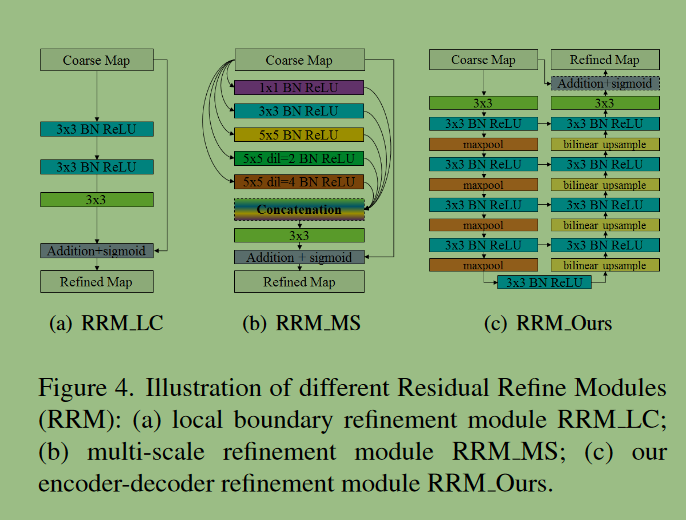 Coarse Map
3x3 BN ReLU
3x3 BN ReLU
3x3
Addition+sigmoid
Refined Map
(a) RRM_LC
Coarse Map
1x1 BN ReLU
3x3 BN ReLU
5x5 BN ReLU
5x5 dil=2 BN ReLU
5x5 dil=4 BN ReLU
Concatenation
3x3
Addition + sigmoid
Refined Map
(b) RRM_MS
Coarse Map Refined Map
Addition+sigmoid
3x3 3x3
3x3 BN ReLU 3x3 BN ReLU
maxpool bilinear upsample
3x3 BN ReLU 3x3 BN ReLU
maxpool bilinear upsample
3x3 BN ReLU 3x3 BN ReLU
maxpool bilinear upsample
3x3 BN ReLU 3x3 BN ReLU
maxpool bilinear upsample
3x3 BN ReLU
(c) RRM_Ours
Figure 4. Illustration of different Residual Refine Modules
(RRM): (a) local boundary refinement module RRM_LC;
(b) multi-scale refinement module RRM_MS; (c) our
encoder-decoder refinement module RRM_Ours.